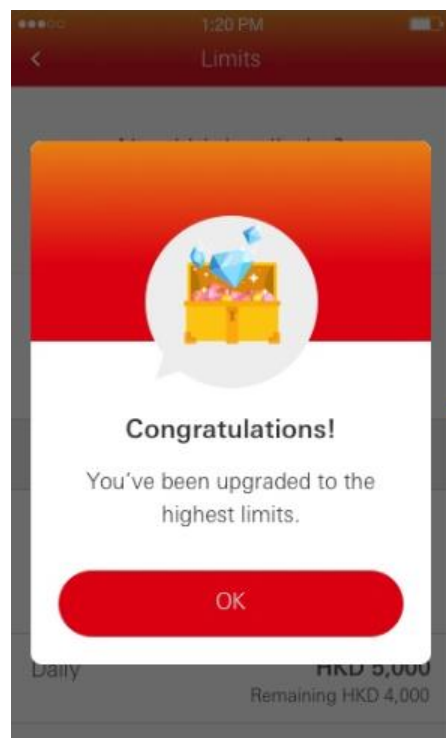 1:20 PM
Limits
Congratulations!
You've been upgraded to the
highest limits.
OK
Daily
HKD 5,000
Remaining HKD 4,000